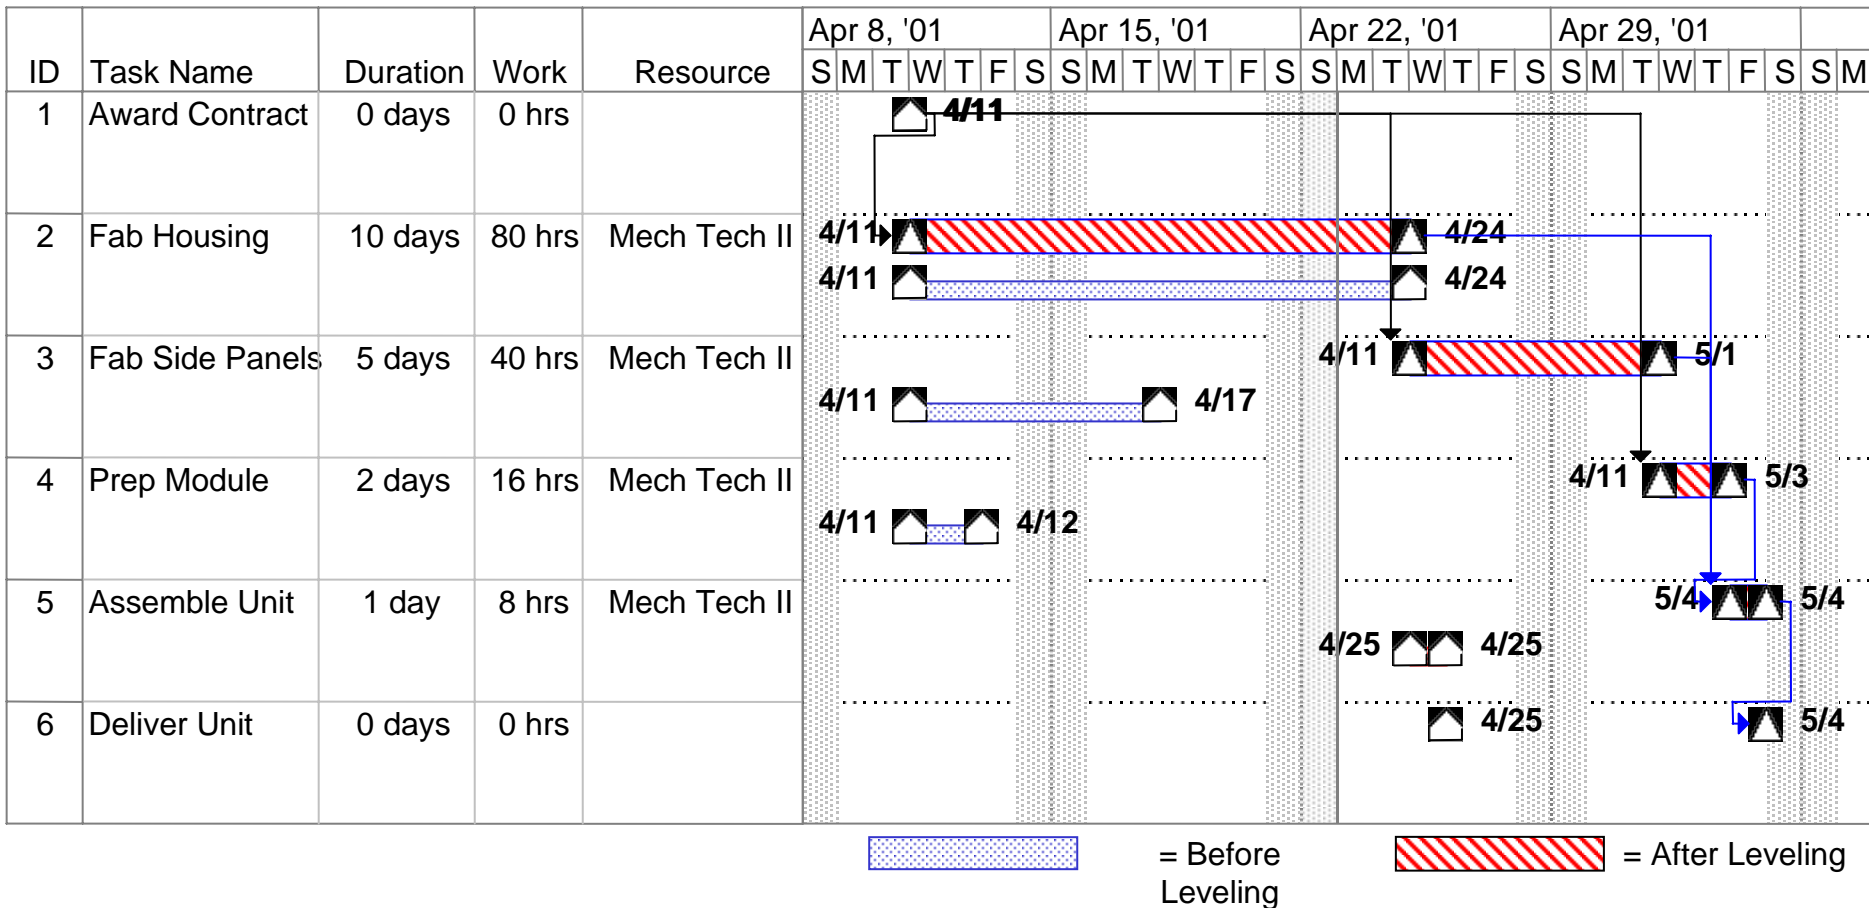 Apr 8, '01 Apr 15, '01 Apr 22, '01 Apr 29, '01
ID Task Name Duration Work Resource S M T W T F S S M T W T F S S M T W T F S S M T W T F S S M
1 Award Contract 0 days 0 hrs 4/11
2 Fab Housing 10 days 80 hrs Mech Tech II 4/11 4/24
4/11 4/24
3 Fab Side Panels 5 days 40 hrs Mech Tech II 4/11 5/1
4/11 4/17
4 Prep Module 2 days 16 hrs Mech Tech II 4/11 5/3
4/11 4/12
5 Assemble Unit 1 day 8 hrs Mech Tech II 5/4 5/4
4/25 4/25
6 Deliver Unit 0 days 0 hrs 4/25 5/4
= Before = After Leveling
Leveling